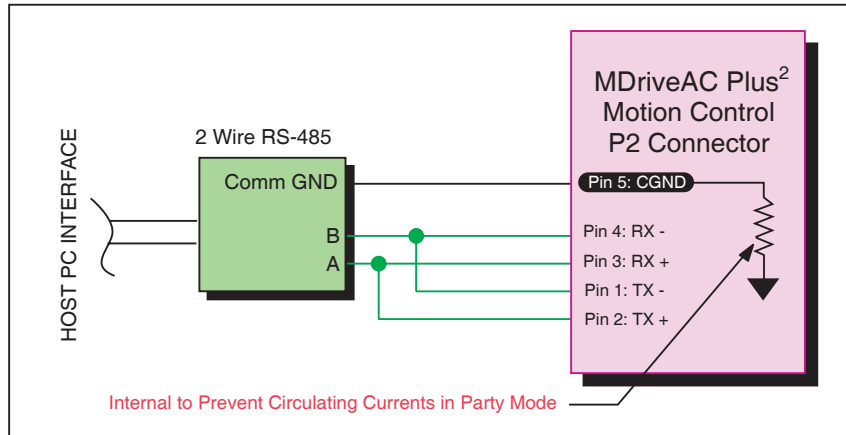 HOST PC INTERFACE
2 Wire RS-485
Comm GND
B
A
MDriveAC Plus2
Motion Control
P2 Connector
Pin 5: CGND
Pin 4: RX -
Pin 3: RX +
Pin 1: TX -
Pin 2: TX +
Internal to Prevent Circulating Currents in Party Mode